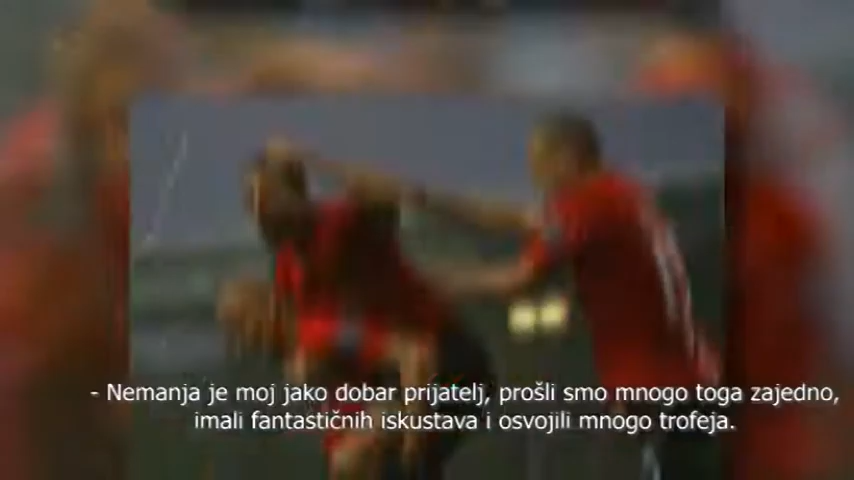 - Nemanja je moj jako dobar prijatelj, prošli smo mnogo toga zajedno,
imali fantastičnih iskustava i osvojili mnogo trofeja.